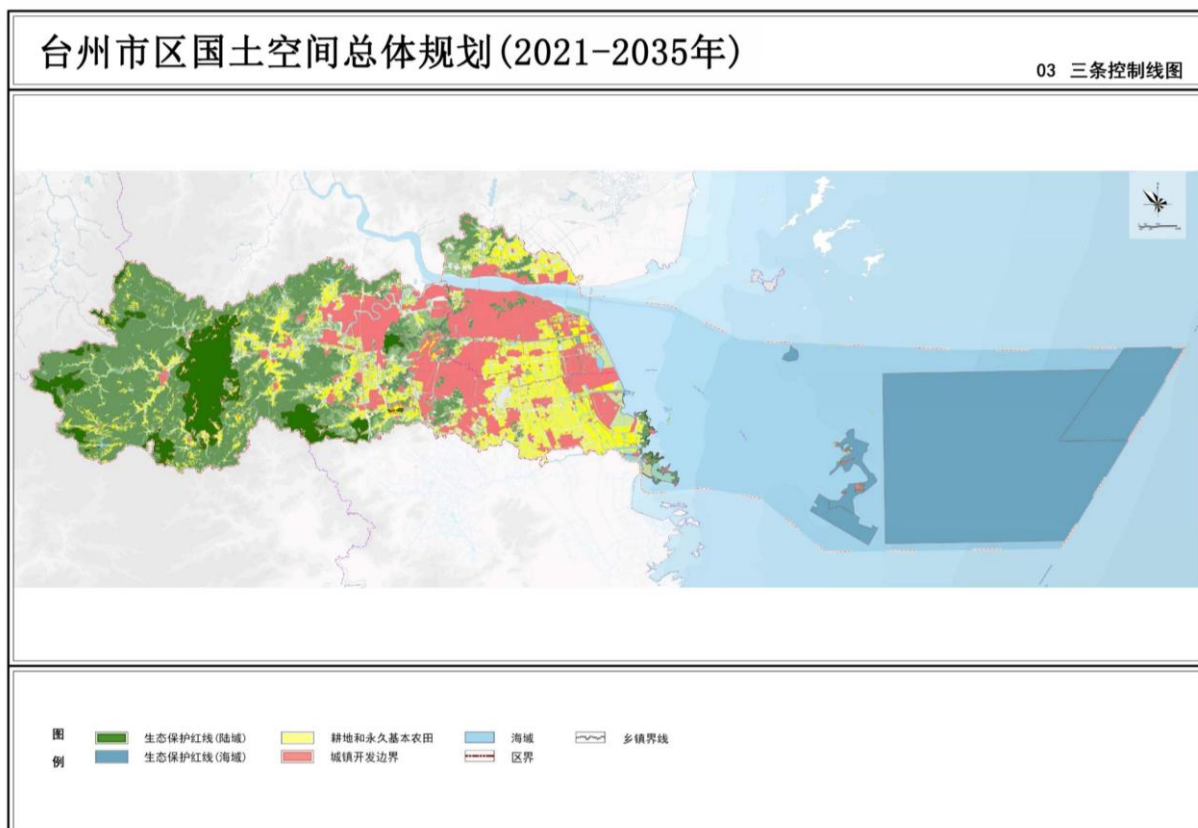 台州市区国土空间总体规划(2021-2035年)
03 三条控制线图
图例
生态保护红线(陆域)
耕地和永久基本农田
海域
乡镇界线
生态保护红线(海域)
城镇开发边界
区界